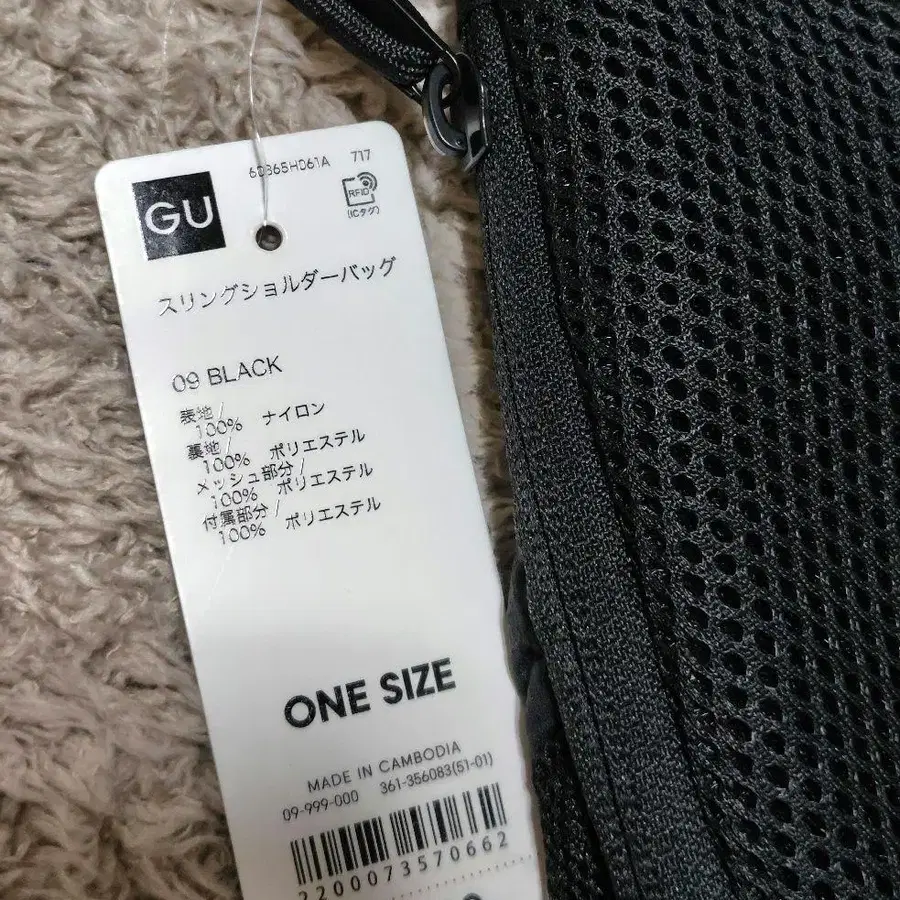 60865H061A 717
GU
RFID
(ICタグ)
スリングショルダーバッグ
09 BLACK
表地/
100% ナイロン
裏地/
100% ポリエステル
メッシュ部分/
100% ポリエステル
付属部分/
100% ポリエステル
ONE SIZE
MADE IN CAMBODIA
09-999-000 361-356083(51-01)
2200073570662